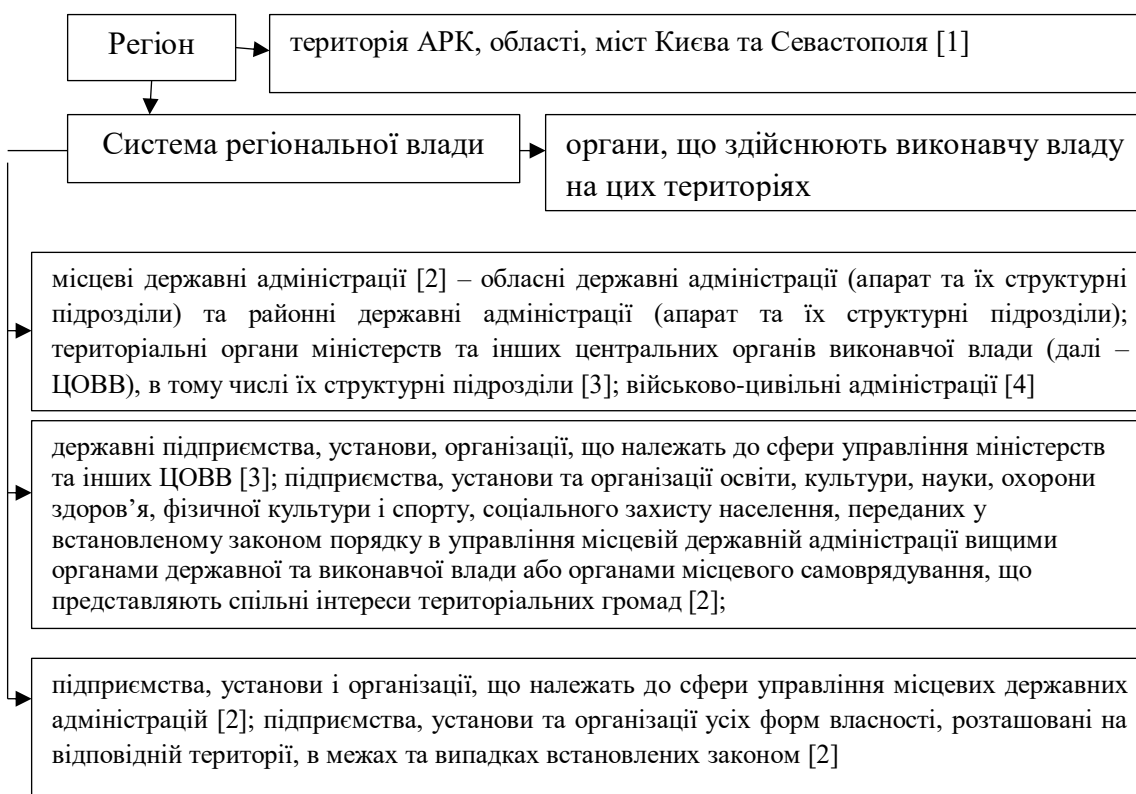 Регіон
територія АРК, області, міст Києва та Севастополя [1]
Система регіональної влади
органи, що здійснюють виконавчу владу
на цих територіях
місцеві державні адміністрації [2] – обласні державні адміністрації (апарат та їх структурні
підрозділи) та районні державні адміністрації (апарат та їх структурні підрозділи);
територіальні органи міністерств та інших центральних органів виконавчої влади (далі –
ЦОВВ), в тому числі їх структурні підрозділи [3]; військово-цивільні адміністрації [4]
державні підприємства, установи, організації, що належать до сфери управління міністерств
та інших ЦОВВ [3]; підприємства, установи та організації освіти, культури, науки, охорони
здоров’я, фізичної культури і спорту, соціального захисту населення, переданих у
встановленому законом порядку в управління місцевій державній адміністрації вищими
органами державної та виконавчої влади або органами місцевого самоврядування, що
представляють спільні інтереси територіальних громад [2];
підприємства, установи і організації, що належать до сфери управління місцевих державних
адміністрацій [2]; підприємства, установи та організації усіх форм власності, розташовані на
відповідній території, в межах та випадках встановлених законом [2]